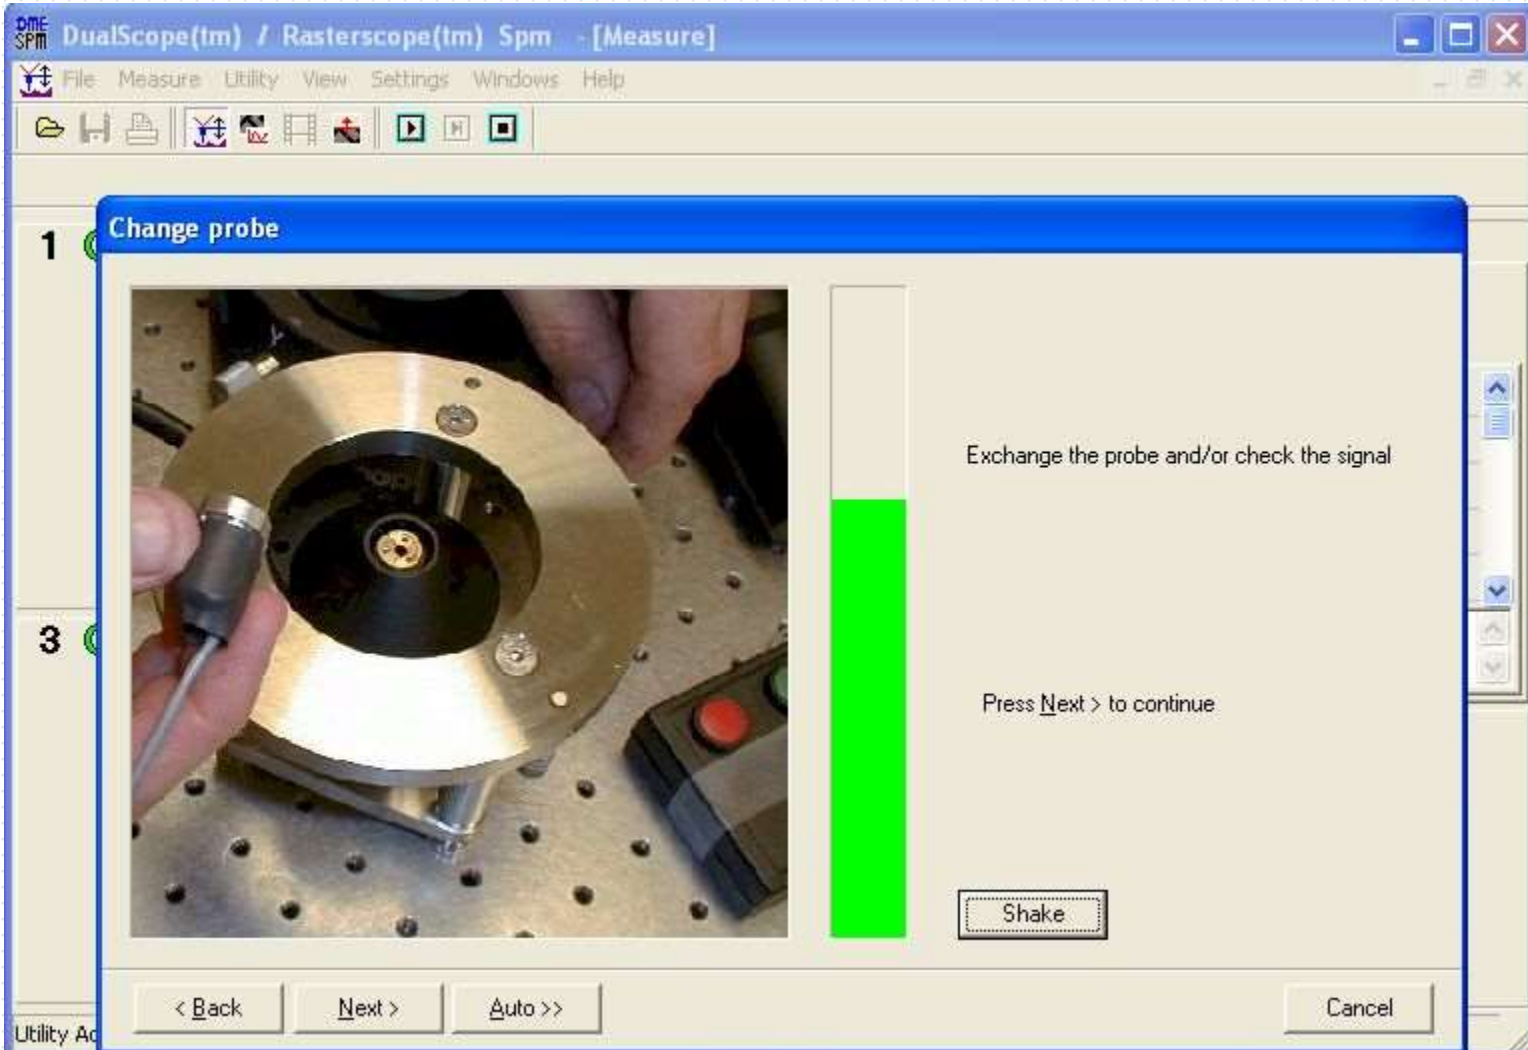 DME
SPM
DualScope(tm) / Rasterscope(tm) Spm - [Measure]
File Measure Utility View Settings Windows Help
Change probe
1
Exchange the probe and/or check the signal
Press Next > to continue
3
Shake
< Back
Next >
Auto >>
Cancel
Utility